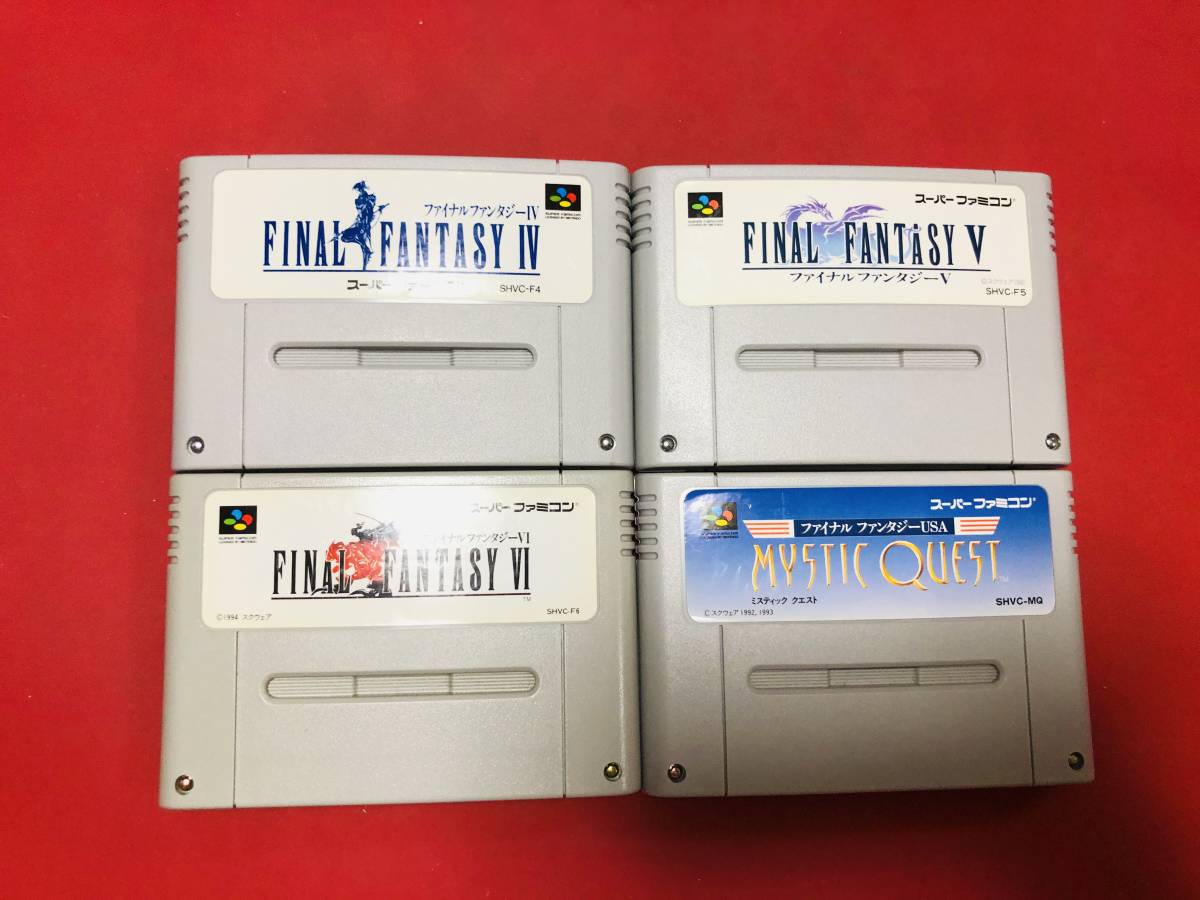 ファイナルファンタジーIV
FINAL FANTASY IV
スーパー
SHVC-F4
スーパーファミコン
FINAL FANTASY V
ファイナルファンタジーV
SHVC-F5
スーパーファミコン
ファイナルファンタジーVI
FINAL FANTASY VI
TM
©1994 スクウェア
SHVC-F6
スーパーファミコン
ファイナル ファンタジーUSA
MYSTIC QUEST
TM
ミスティック クエスト
SHVC-MQ
©スクウェア 1992, 1993